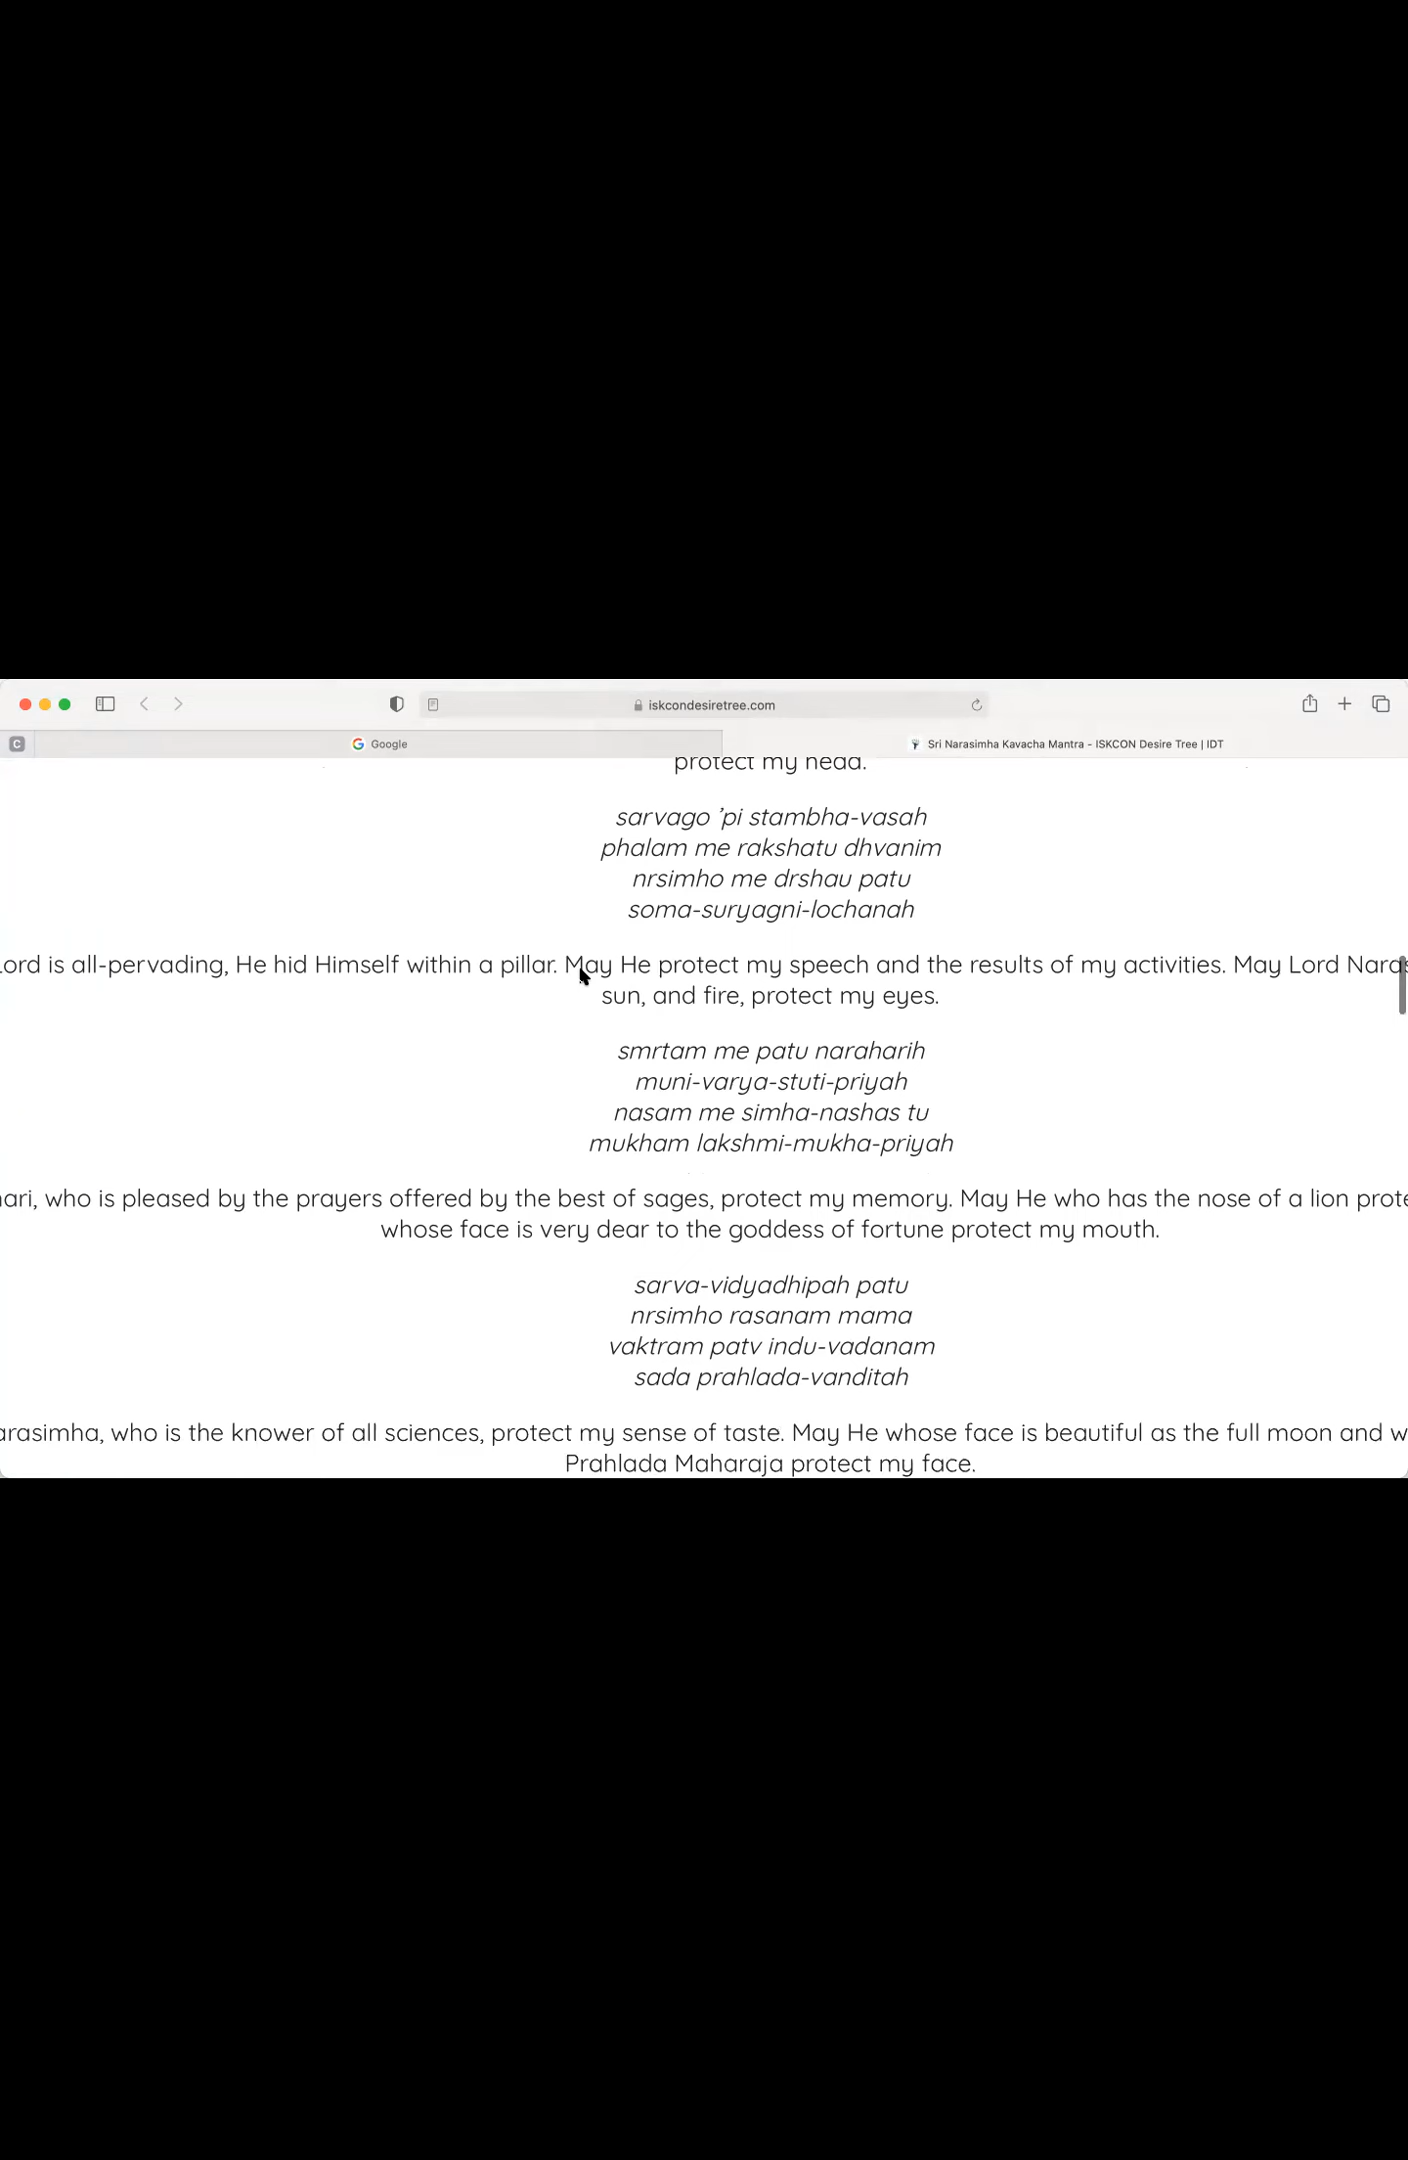 iskcondesiretree.com
C
Google
Sri Narasimha Kavacha Mantra - ISKCON Desire Tree | IDT
protect my head.
sarvago ’pi stambha-vasah
phalam me rakshatu dhvanim
nrsimho me drshau patu
soma-suryagni-lochanah
Lord is all-pervading, He hid Himself within a pillar. May He protect my speech and the results of my activities. May Lord Naras
sun, and fire, protect my eyes.
smrtam me patu naraharih
muni-varya-stuti-priyah
nasam me simha-nashas tu
mukham lakshmi-mukha-priyah
hari, who is pleased by the prayers offered by the best of sages, protect my memory. May He who has the nose of a lion prote
whose face is very dear to the goddess of fortune protect my mouth.
sarva-vidyadhipah patu
nrsimho rasanam mama
vaktram patv indu-vadanam
sada prahlada-vanditah
arasimha, who is the knower of all sciences, protect my sense of taste. May He whose face is beautiful as the full moon and w
Prahlada Maharaja protect my face.